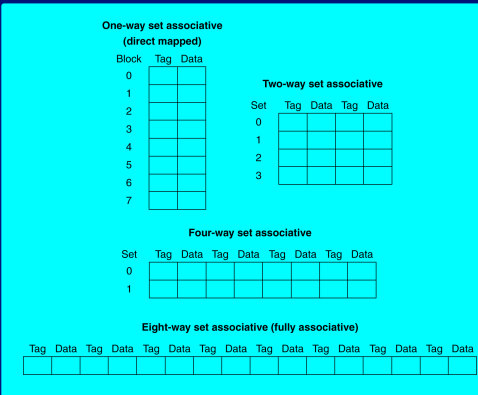 One-way set associative
(direct mapped)
Block Tag Data
0
1
2
3
4
5
6
7
Two-way set associative
Set Tag Data Tag Data
0
1
2
3
Four-way set associative
Set Tag Data Tag Data Tag Data Tag Data
0
1
Eight-way set associative (fully associative)
Tag Data Tag Data Tag Data Tag Data Tag Data Tag Data Tag Data Tag Data